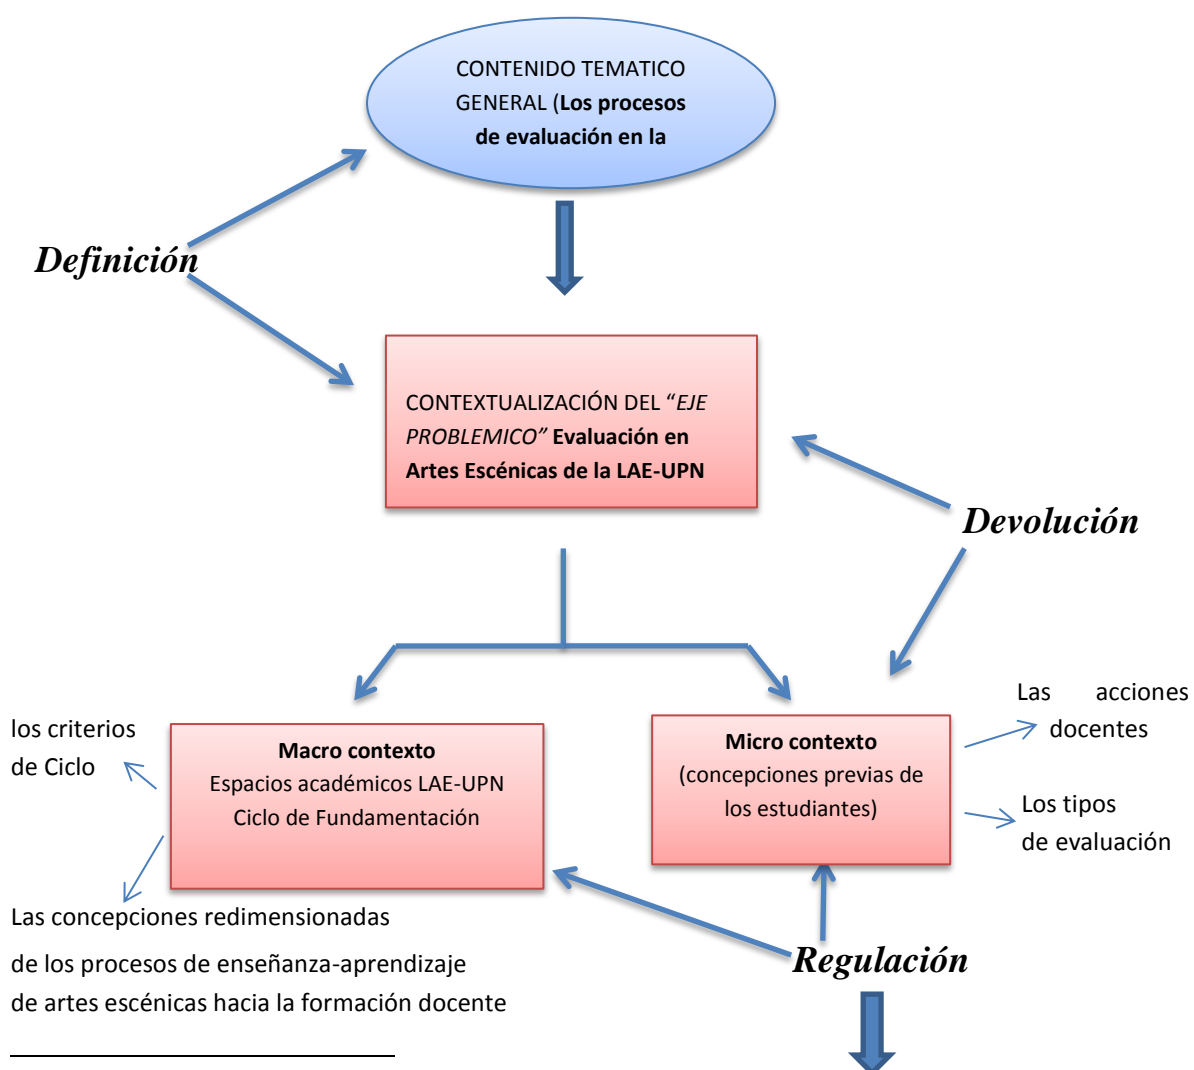 CONTENIDO TEMATICO
GENERAL (Los procesos
de evaluación en la
Definición
CONTEXTUALIZACIÓN DEL “EJE
PROBLEMICO” Evaluación en
Artes Escénicas de la LAE-UPN
Devolución
Las acciones
docentes
los criterios
de Ciclo
Macro contexto
Espacios académicos LAE-UPN
Ciclo de Fundamentación
Micro contexto
(concepciones previas de
los estudiantes)
Los tipos
de evaluación
Las concepciones redimensionadas
de los procesos de enseñanza-aprendizaje
de artes escénicas hacia la formación docente
Regulación